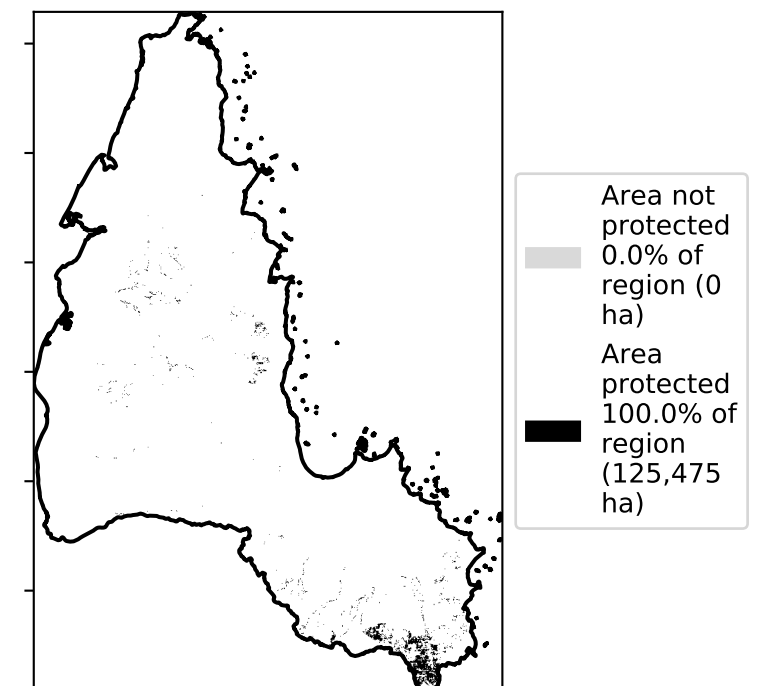 Area not
protected
0.0% of
region (0
ha)
Area
protected
100.0% of
region
(125,475
ha)